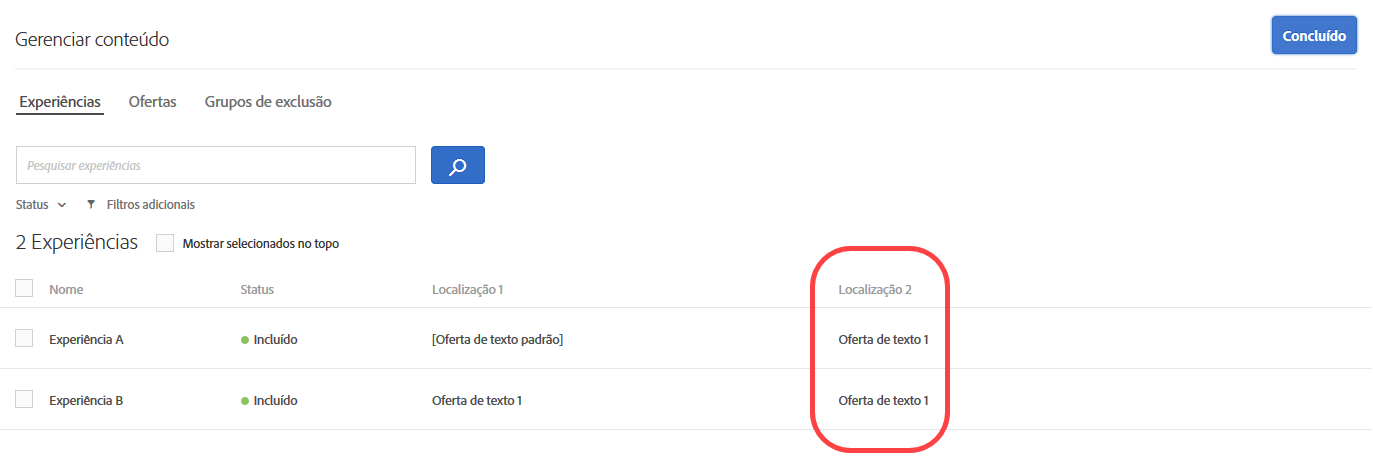 Gerenciar conteúdo
Concluído
Experiências Ofertas Grupos de exclusão
Pesquisar experiências
Status Filtros adicionais
2 Experiências Mostrar selecionados no topo
Nome Status Localização 1 Localização 2
Experiência A Incluído [Oferta de texto padrão] Oferta de texto 1
Experiência B Incluído Oferta de texto 1 Oferta de texto 1